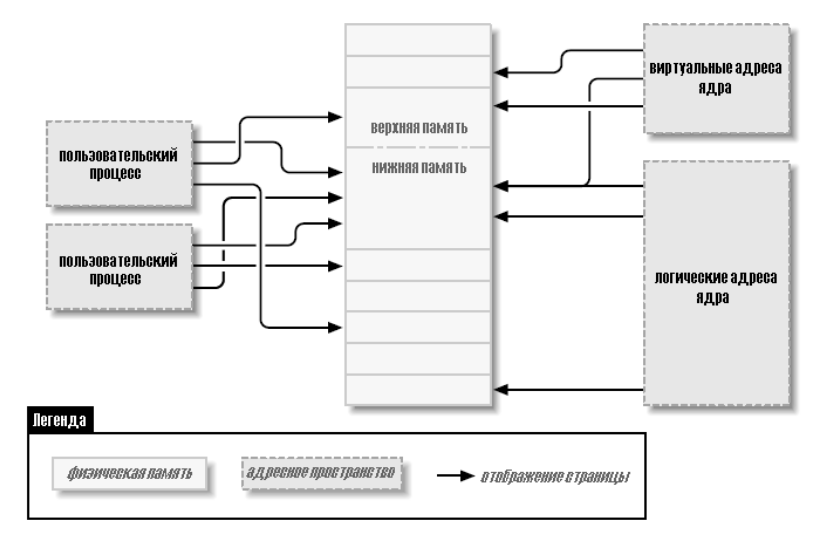 виртуальные адреса
ядра
верхняя память
нижняя память
пользовательский
процесс
пользовательский
процесс
логические адреса
ядра
Легенда
физическая память
адресное пространство
отображение страницы